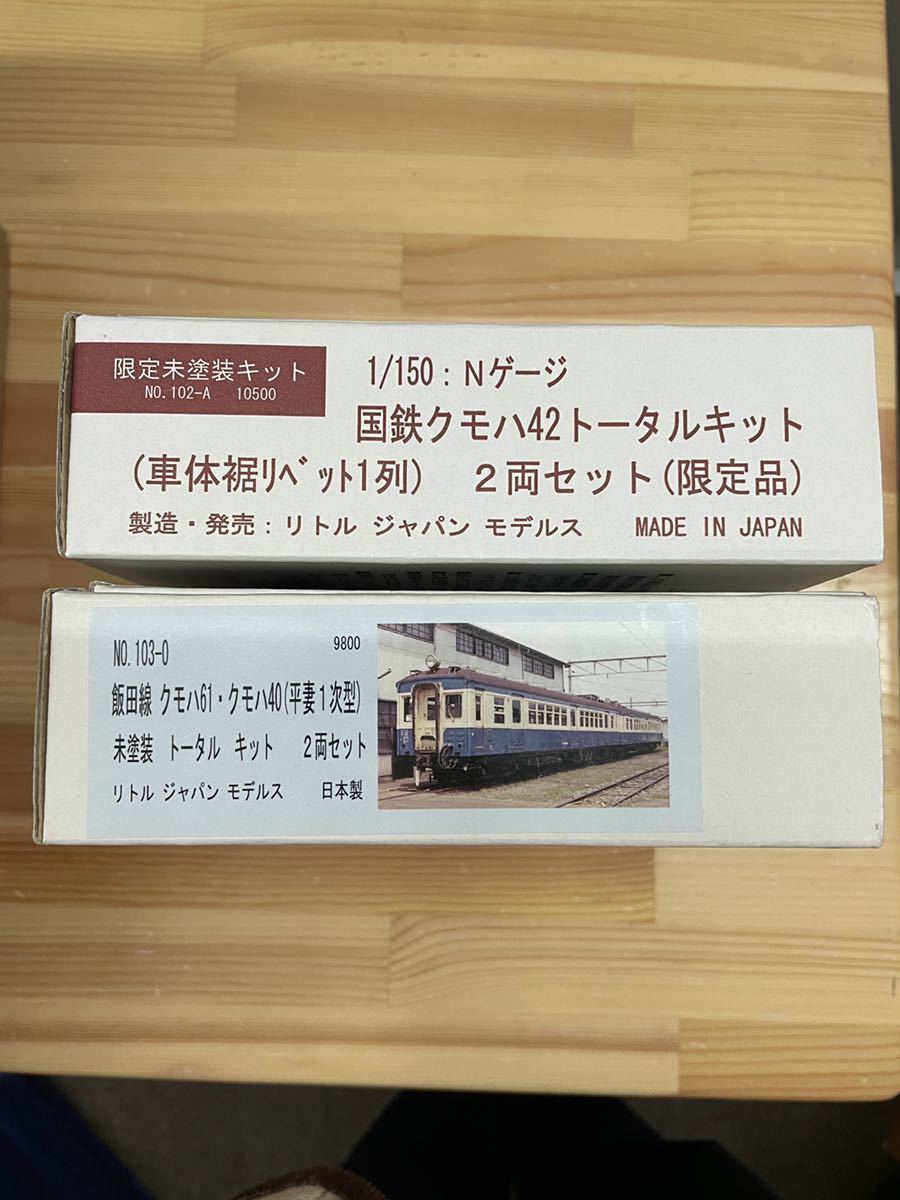 限定未塗装キット
NO.102-A 10500
1/150:Nゲージ
国鉄クモハ42トータルキット
(車体裾ﾘﾍﾞｯﾄ1列) 2両セット(限定品)
製造・発売:リトル ジャパン モデルス MADE IN JAPAN
NO.103-0 9800
飯田線 クモハ61・クモハ40(平妻1次型)
未塗装 トータル キット 2両セット
リトル ジャパン モデルス 日本製